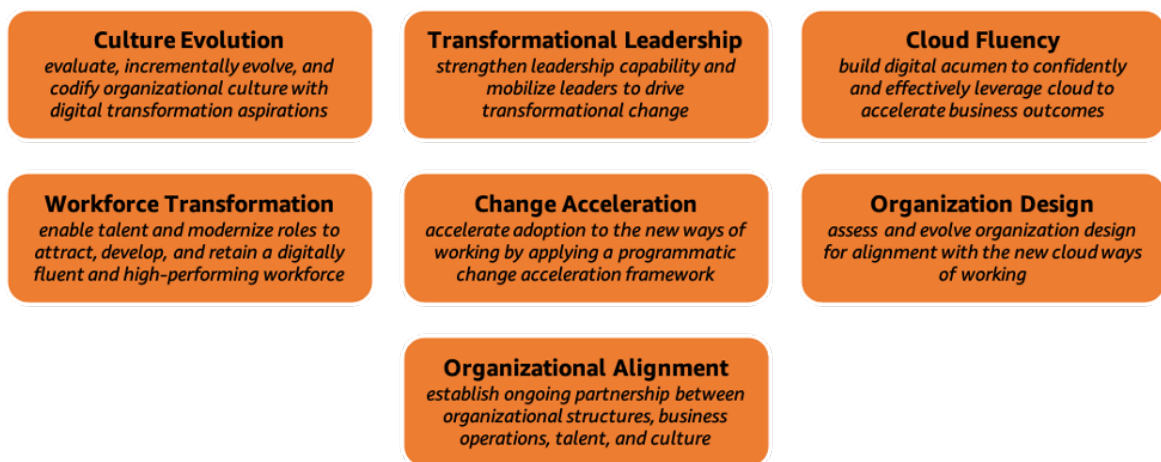 Culture Evolution
evaluate, incrementally evolve, and
codify organizational culture with
digital transformation aspirations
Transformational Leadership
strengthen leadership capability and
mobilize leaders to drive
transformational change
Cloud Fluency
build digital acumen to confidently
and effectively leverage cloud to
accelerate business outcomes
Workforce Transformation
enable talent and modernize roles to
attract, develop, and retain a digitally
fluent and high-performing workforce
Change Acceleration
accelerate adoption to the new ways of
working by applying a programmatic
change acceleration framework
Organization Design
assess and evolve organization design
for alignment with the new cloud ways
of working
Organizational Alignment
establish ongoing partnership between
organizational structures, business
operations, talent, and culture